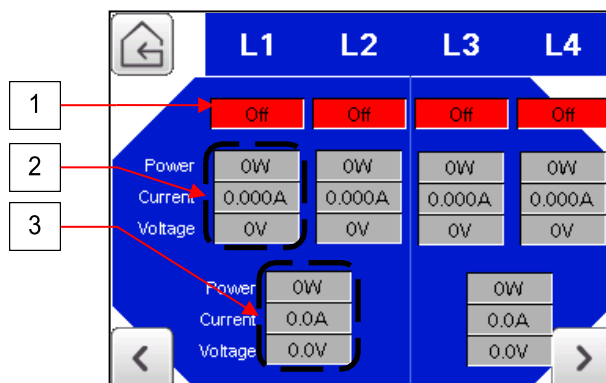 L1 L2 L3 L4
1 Off Off Off Off
Power 0W 0W 0W 0W
2
Current 0.000A 0.000A 0.000A 0.000A
3 Voltage 0V 0V 0V 0V
Power 0W 0W
Current 0.0A 0.0A
Voltage 0.0V 0.0V